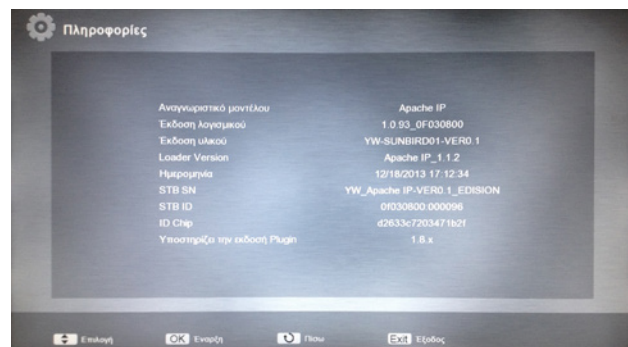 Πληροφορίες
Αναγνωριστικό μοντέλου Apache IP
Έκδοση λογισμικού 1.0.93_0F030800
Έκδοση υλικού YW-SUNBIRD01-VER0.1
Loader Version Apache IP_1.1.2
Ημερομηνία 12/18/2013 17:12:34
STB SN YW_Apache IP-VER0.1_EDISION
STB ID 0f030800:000096
ID Chip d2633c7203471b2f
Υποστηρίζει την εκδοσή Plugin 1.8.x
Επιλογή OK Εναρξη Πίσω Exit Εξοδος